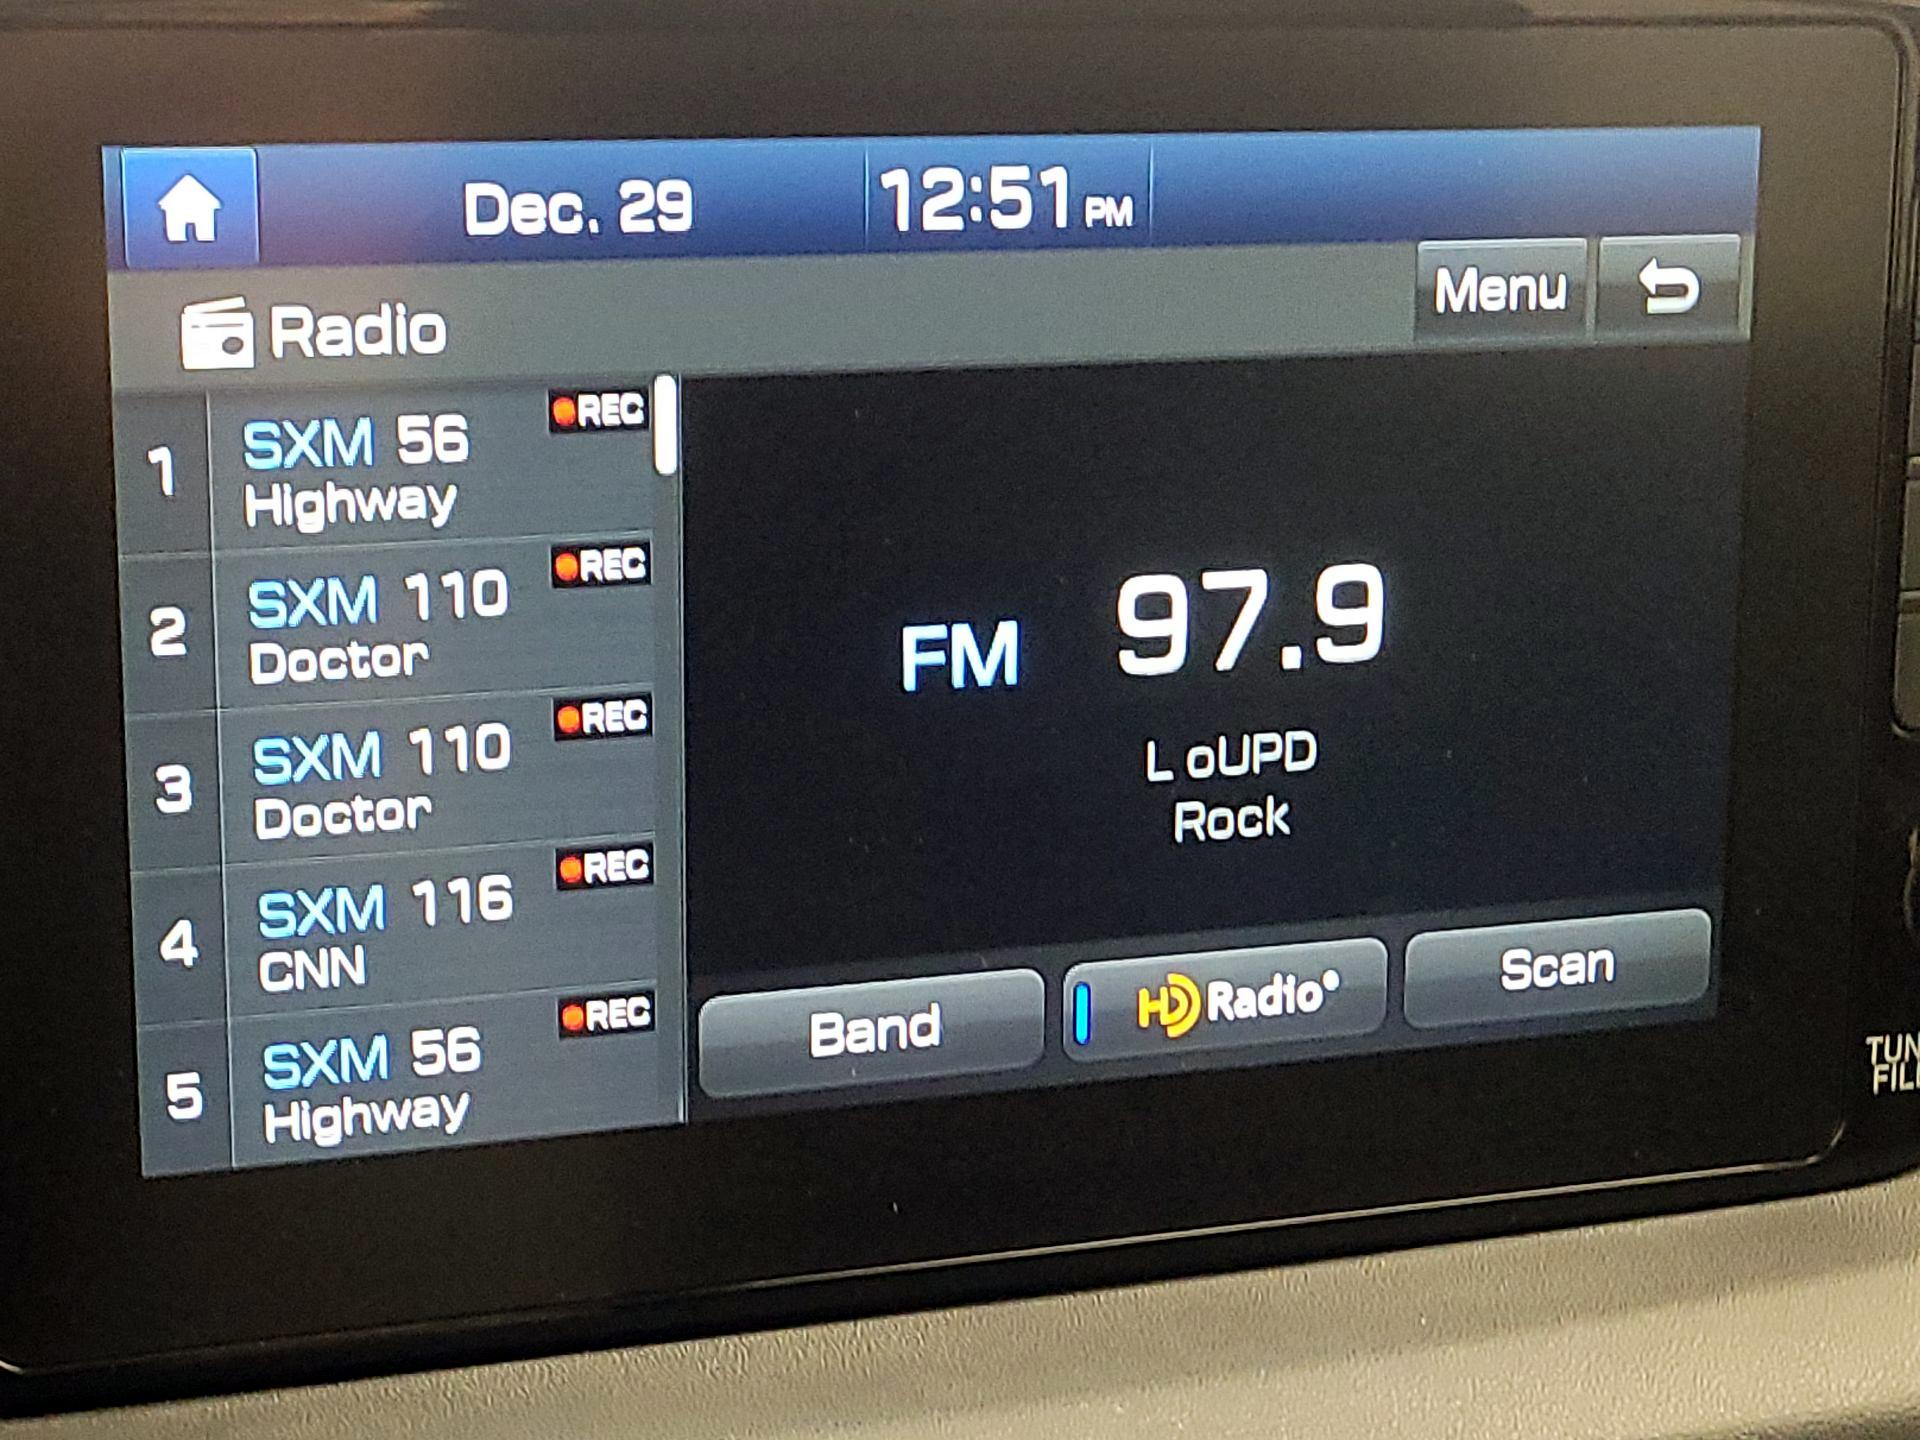 Dec. 29 12:51 PM
Menu
Radio
1 SXM 56 REC
Highway
2 SXM 110 REC
Doctor
3 SXM 110 REC
Doctor
4 SXM 116 REC
CNN
5 SXM 56 REC
Highway
FM 97.9
L oUPD
Rock
Band HD Radio Scan